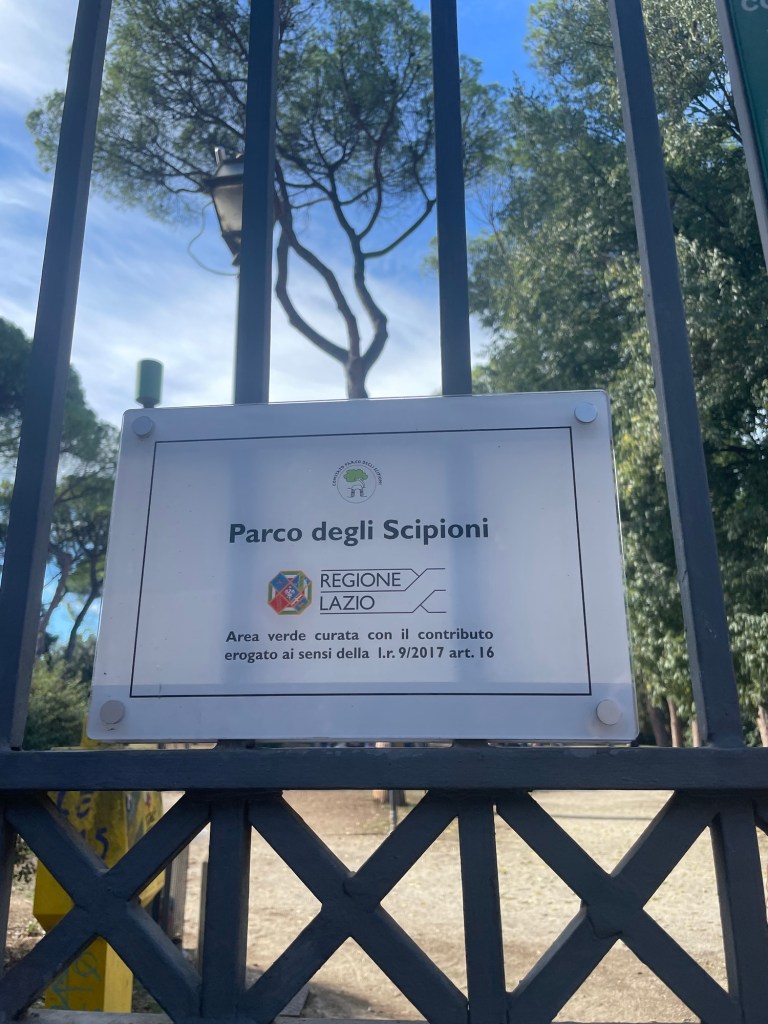 Parco degli Scipioni
REGIONE
LAZIO
Area verde curata con il contributo
erogato ai sensi della l.r. 9/2017 art. 16